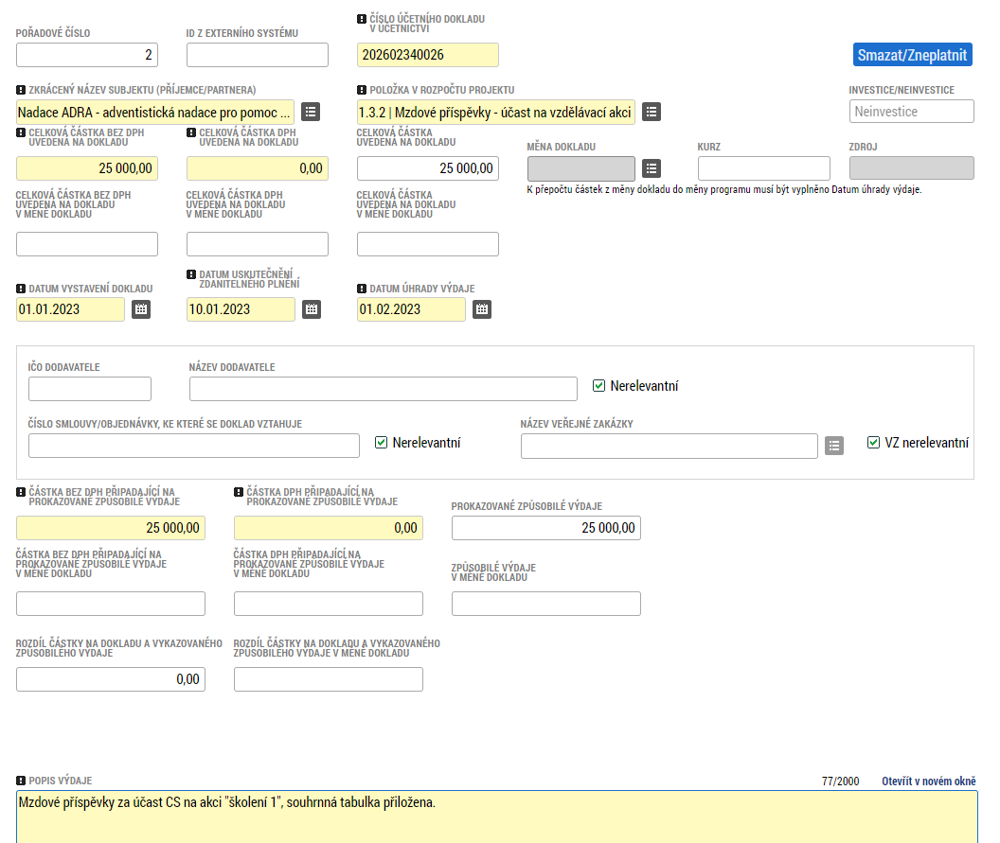 ČÍSLO ÚČETNÍHO DOKLADU
V ÚČETNICTVÍ
POŘADOVÉ ČÍSLO
ID Z EXTERNÍHO SYSTÉMU
2
202602340026
Smazat/Zneplatnit
ZKRÁCENÝ NÁZEV SUBJEKTU (PŘÍJEMCE/PARTNERA)
POLOŽKA V ROZPOČTU PROJEKTU
INVESTICE/NEINVESTICE
Nadace ADRA - adventistická nadace pro pomoc ...
1.3.2 | Mzdové příspěvky - účast na vzdělávací akci
Neinvestice
CELKOVÁ ČÁSTKA BEZ DPH
UVEDENÁ NA DOKLADU
CELKOVÁ ČÁSTKA DPH
UVEDENÁ NA DOKLADU
CELKOVÁ ČÁSTKA
UVEDENÁ NA DOKLADU
MĚNA DOKLADU
KURZ
ZDROJ
25 000,00
0,00
25 000,00
K přepočtu částek z měny dokladu do měny programu musí být vyplněno Datum úhrady výdaje.
CELKOVÁ ČÁSTKA BEZ DPH
UVEDENÁ NA DOKLADU
V MĚNĚ DOKLADU
CELKOVÁ ČÁSTKA DPH
UVEDENÁ NA DOKLADU
V MĚNĚ DOKLADU
CELKOVÁ ČÁSTKA
UVEDENÁ NA DOKLADU
V MĚNĚ DOKLADU
DATUM VYSTAVENÍ DOKLADU
DATUM USKUTEČNĚNÍ
ZDANITELNÉHO PLNĚNÍ
DATUM ÚHRADY VÝDAJE
01.01.2023
10.01.2023
01.02.2023
IČO DODAVATELE
NÁZEV DODAVATELE
Nerelevantní
ČÍSLO SMLOUVY/OBJEDNÁVKY, KE KTERÉ SE DOKLAD VZTAHUJE
NÁZEV VEŘEJNÉ ZAKÁZKY
Nerelevantní
VZ nerelevantní
ČÁSTKA BEZ DPH PŘIPADAJÍCÍ NA
PROKAZOVANÉ ZPŮSOBILÉ VÝDAJE
ČÁSTKA DPH PŘIPADAJÍCÍ NA
PROKAZOVANÉ ZPŮSOBILÉ VÝDAJE
PROKAZOVANÉ ZPŮSOBILÉ VÝDAJE
25 000,00
0,00
25 000,00
ČÁSTKA BEZ DPH PŘIPADAJÍCÍ NA
PROKAZOVANÉ ZPŮSOBILÉ VÝDAJE
V MĚNĚ DOKLADU
ČÁSTKA DPH PŘIPADAJÍCÍ NA
PROKAZOVANÉ ZPŮSOBILÉ VÝDAJE
V MĚNĚ DOKLADU
ZPŮSOBILÉ VÝDAJE
V MĚNĚ DOKLADU
ROZDÍL ČÁSTKY NA DOKLADU A VYKAZOVANÉHO
ZPŮSOBILÉHO VÝDAJE
ROZDÍL ČÁSTKY NA DOKLADU A VYKAZOVANÉHO
ZPŮSOBILÉHO VÝDAJE V MĚNĚ DOKLADU
0,00
POPIS VÝDAJE
77/2000
Otevřít v novém okně
Mzdové příspěvky za účast CS na akci "školení 1", souhrnná tabulka přiložena.